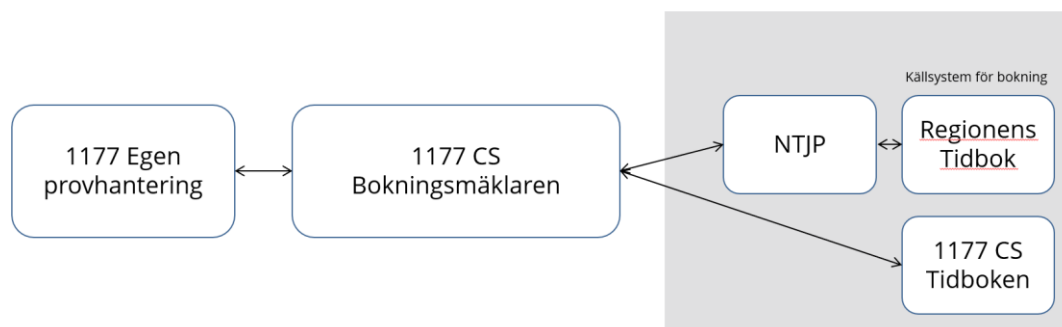 Källsystem för bokning
1177 Egen
provhantering
1177 CS
Bokningsmäklaren
NTJP
Regionens
Tidbok
1177 CS
Tidboken